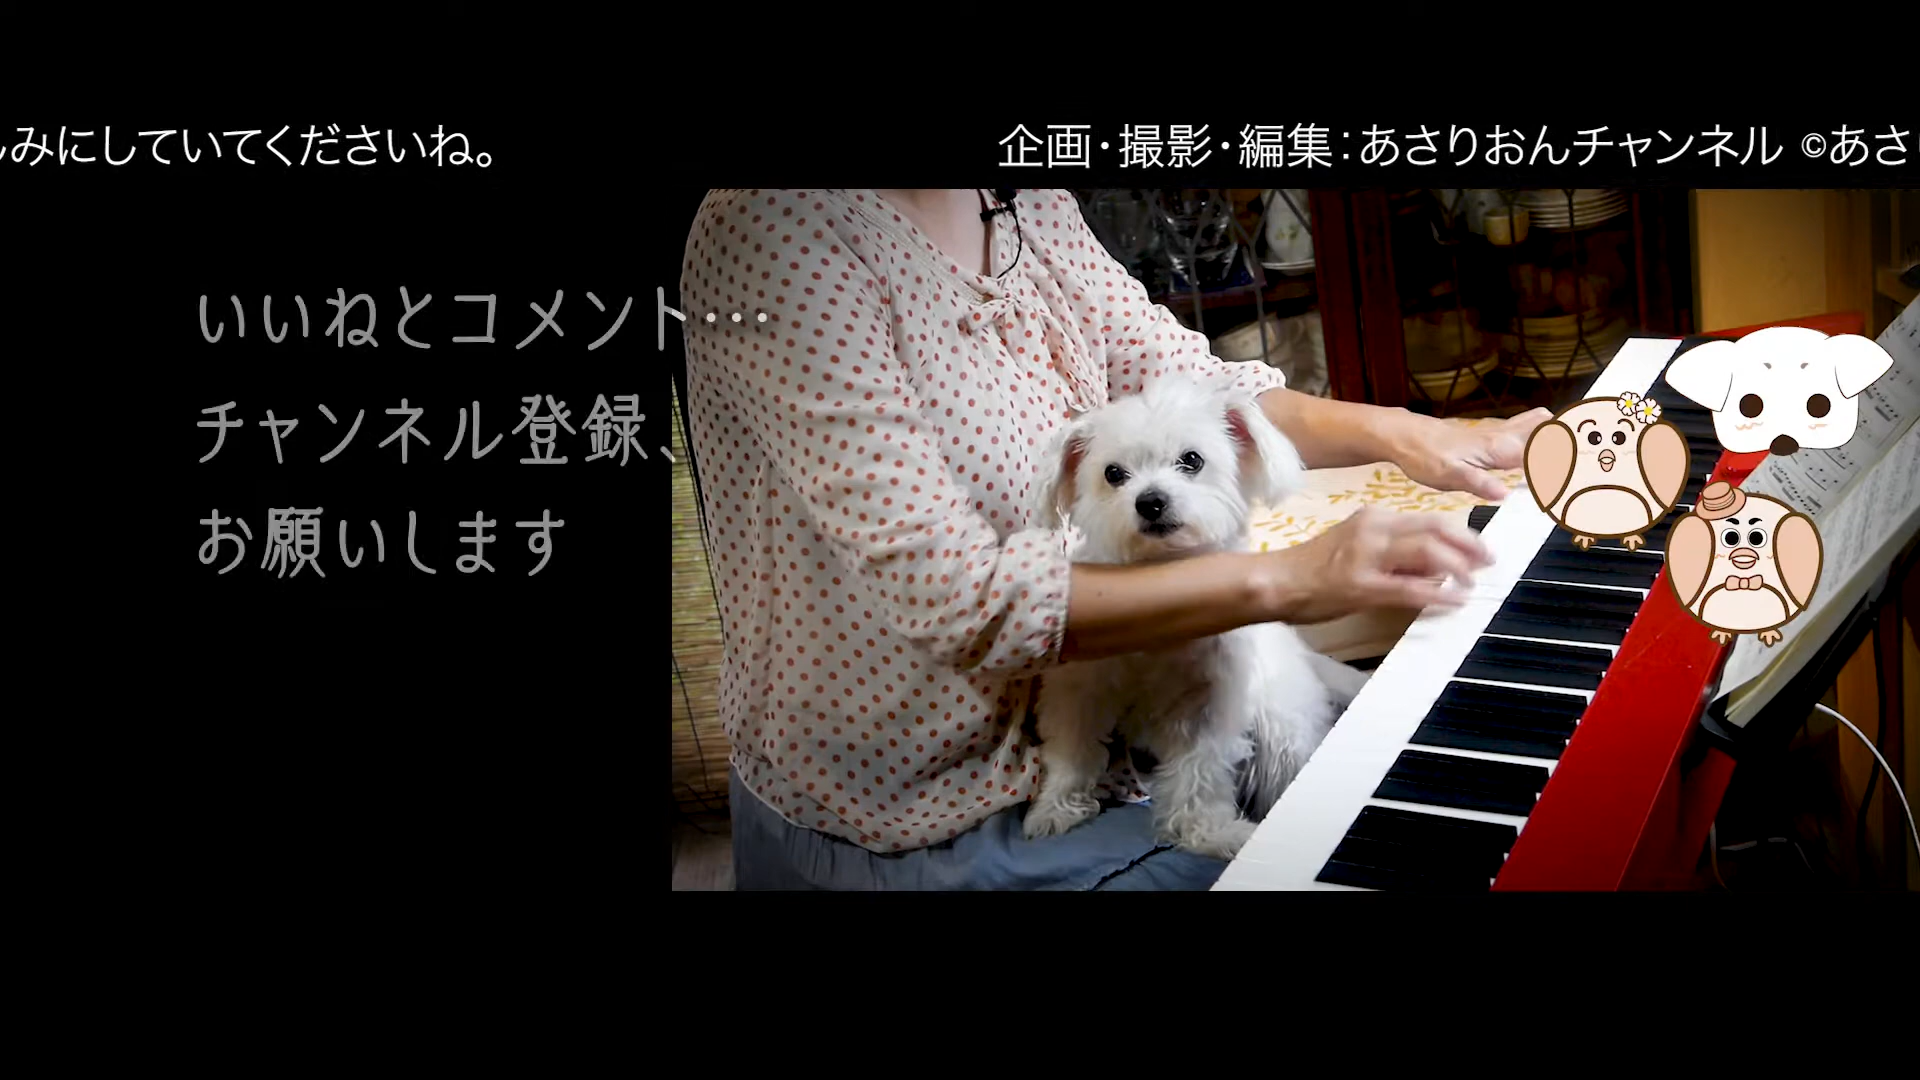 しみにしていてくださいね。
企画・撮影・編集：あさりおんチャンネル ©あさり
いいねとコメント…
チャンネル登録、
お願いします